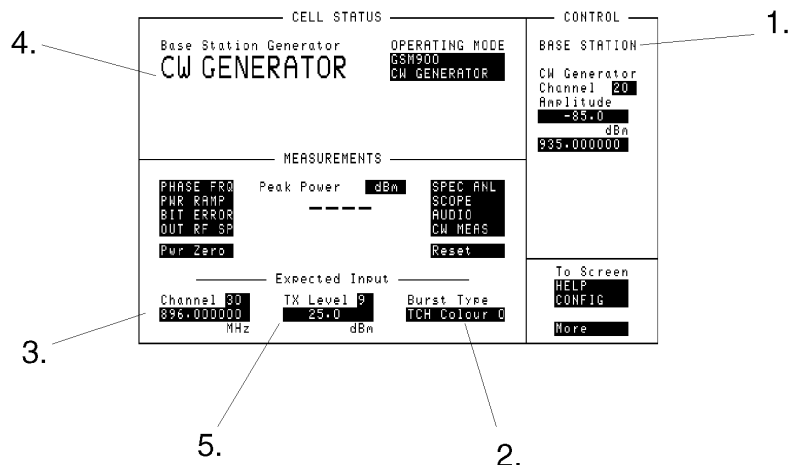 CELL STATUS
CONTROL
1.
4.
Base Station Generator
CW GENERATOR
OPERATING MODE
GSM900
CW GENERATOR
BASE STATION
CW Generator
Channel 20
Amplitude
-85.0
dBm
935.000000
MEASUREMENTS
PHASE FRQ
PWR RAMP
BIT ERROR
OUT RF SP
Pwr Zero
Peak Power dBm
----
SPEC ANL
SCOPE
AUDIO
CW MEAS
Reset
Expected Input
Channel 30
896.000000
MHz
TX Level 9
25.0
dBm
Burst Type
TCH Colour 0
To Screen
HELP
CONFIG
More
3.
5.
2.